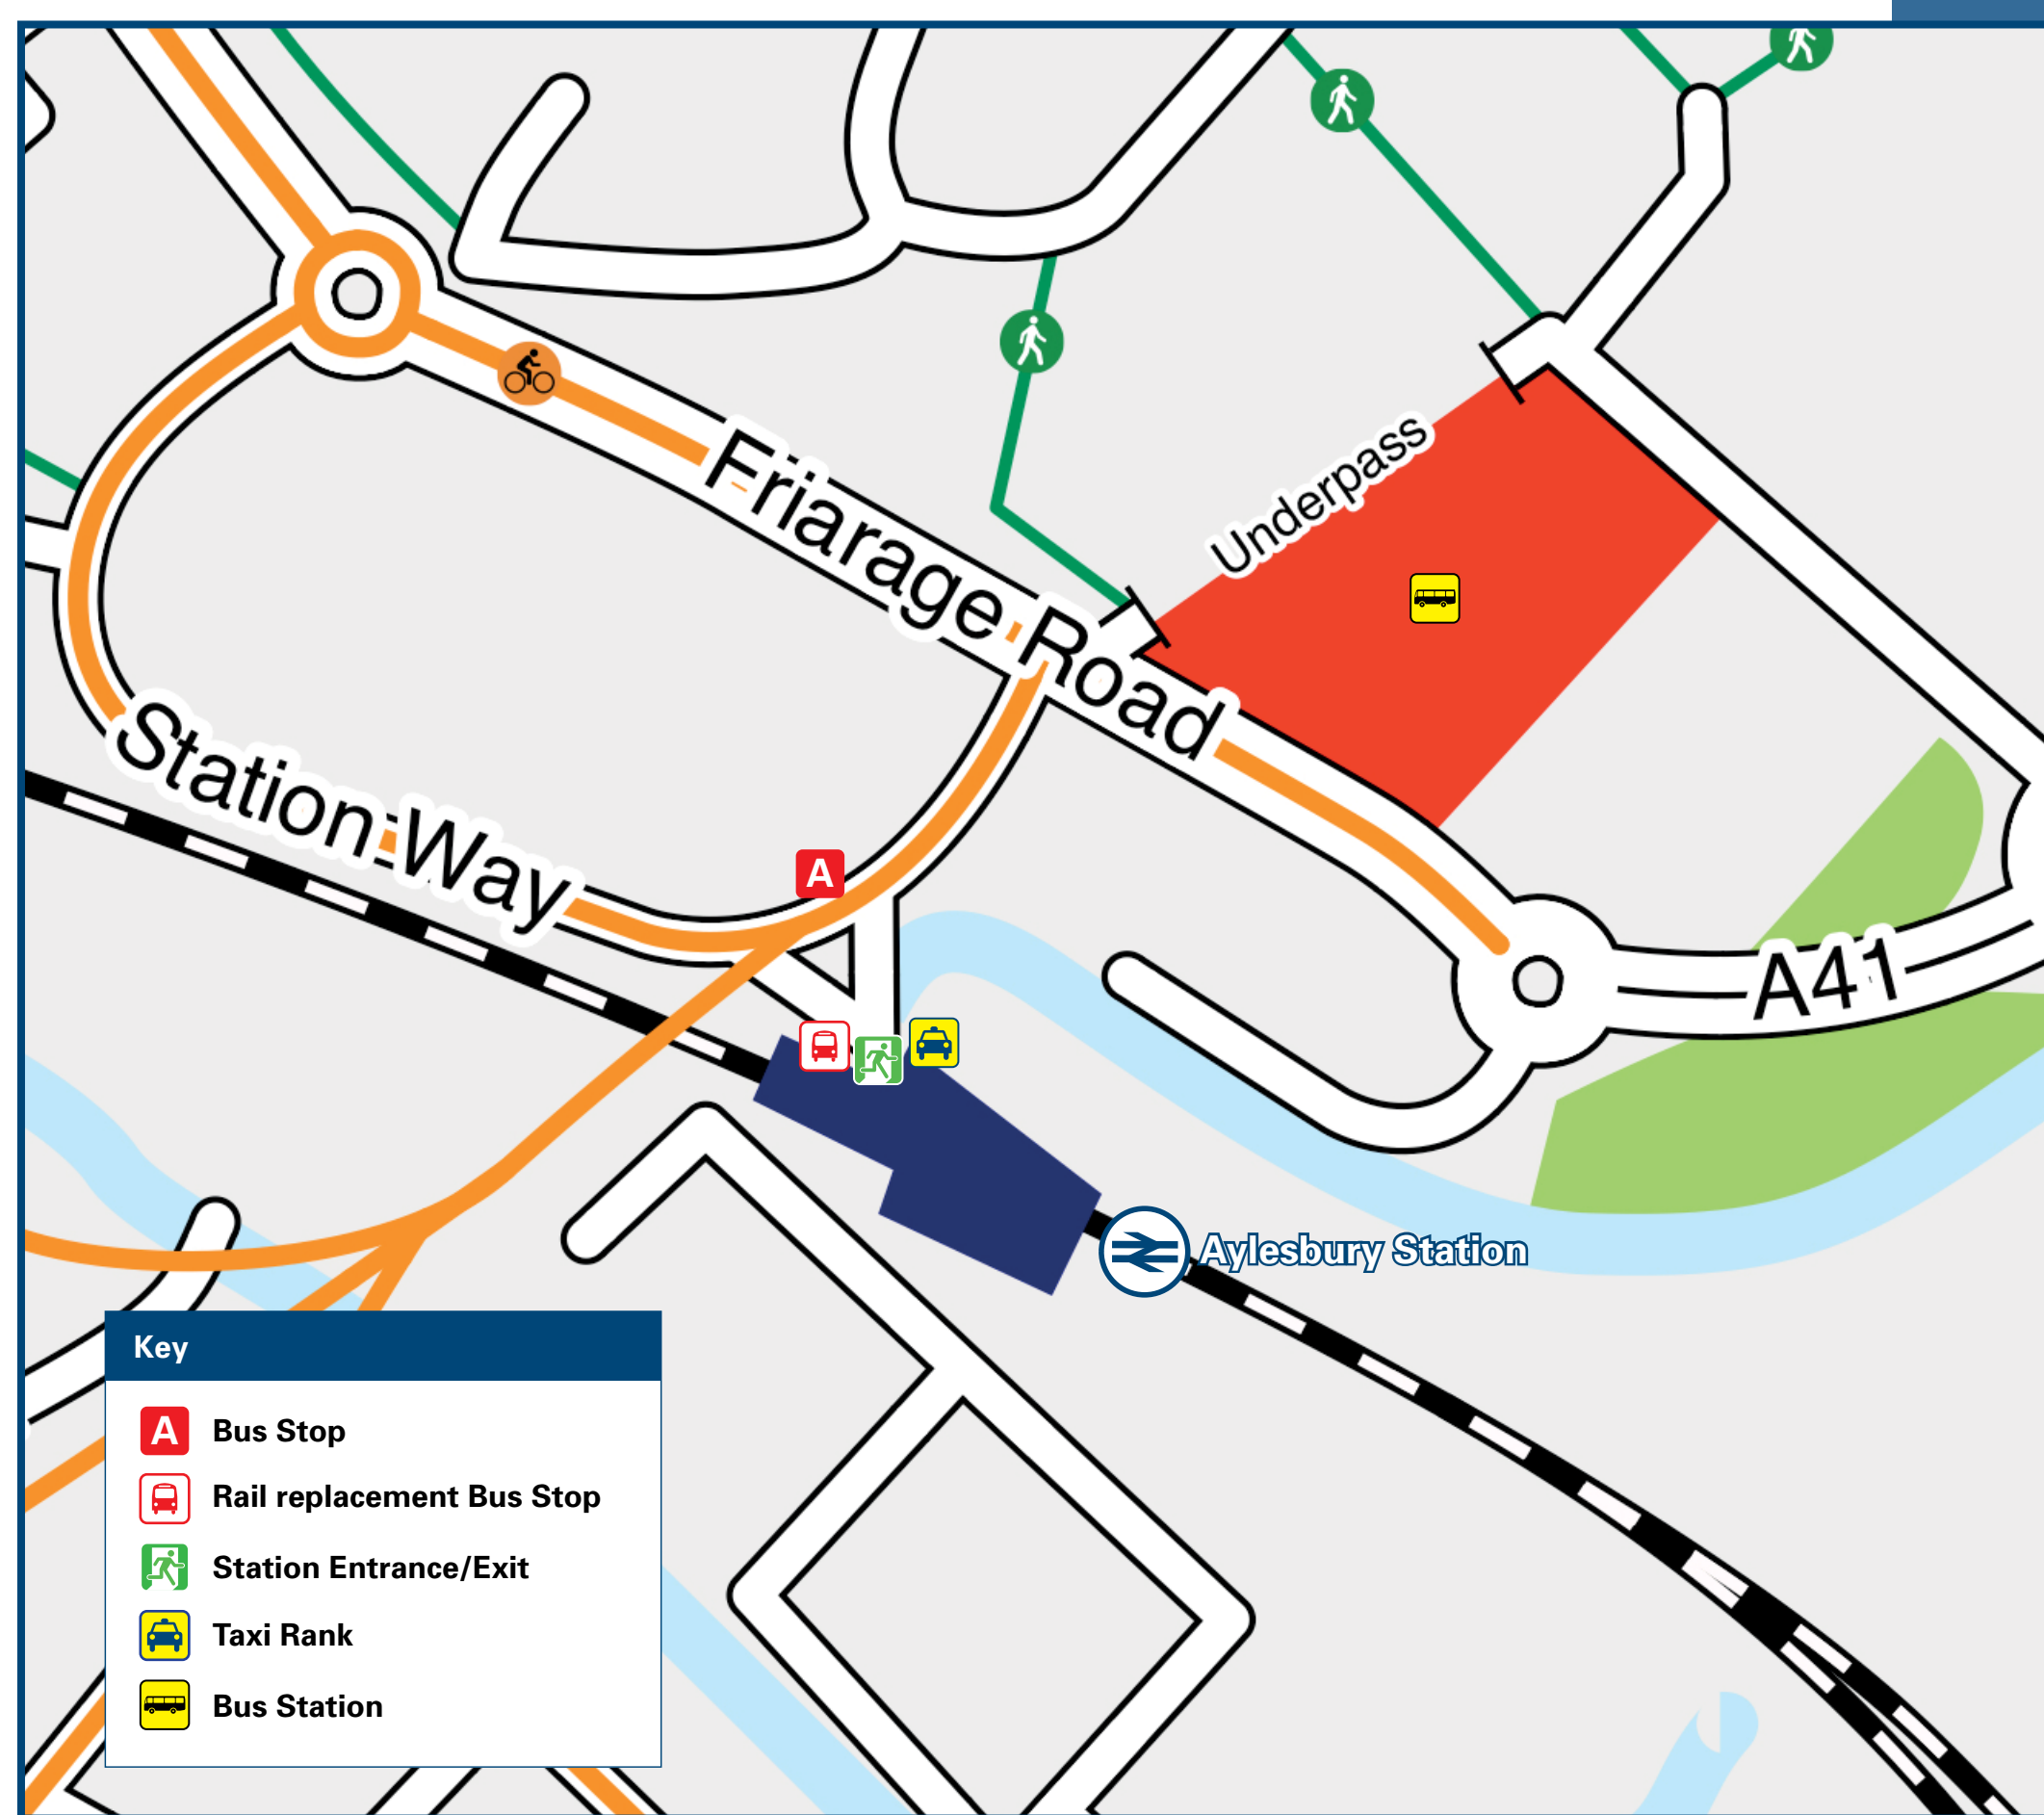 Underpass
Friarage Road
Station Way
A
A41
Aylesbury Station
Key
A Bus Stop
Rail replacement Bus Stop
Station Entrance/Exit
Taxi Rank
Bus Station